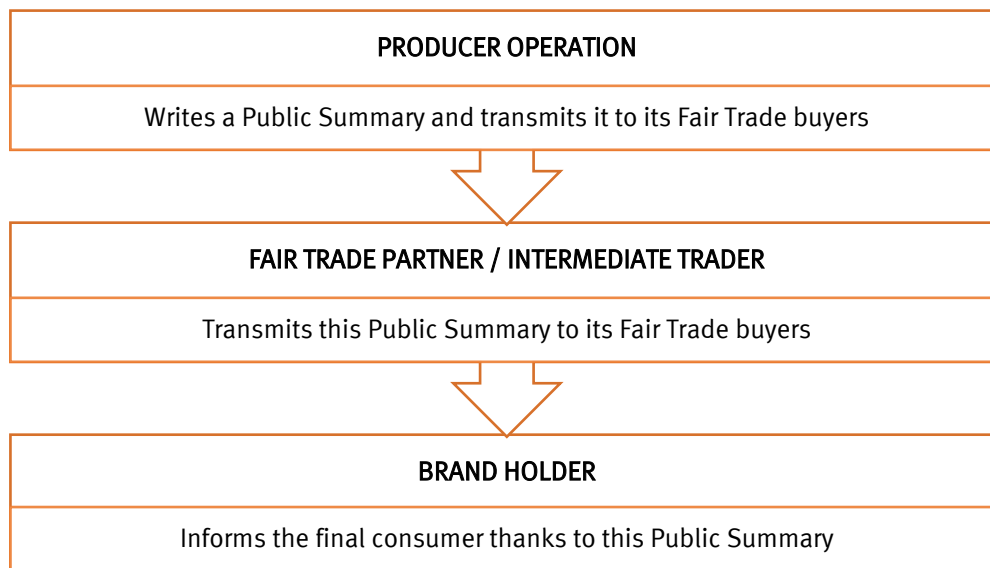 PRODUCER OPERATION
Writes a Public Summary and transmits it to its Fair Trade buyers
FAIR TRADE PARTNER / INTERMEDIATE TRADER
Transmits this Public Summary to its Fair Trade buyers
BRAND HOLDER
Informs the final consumer thanks to this Public Summary